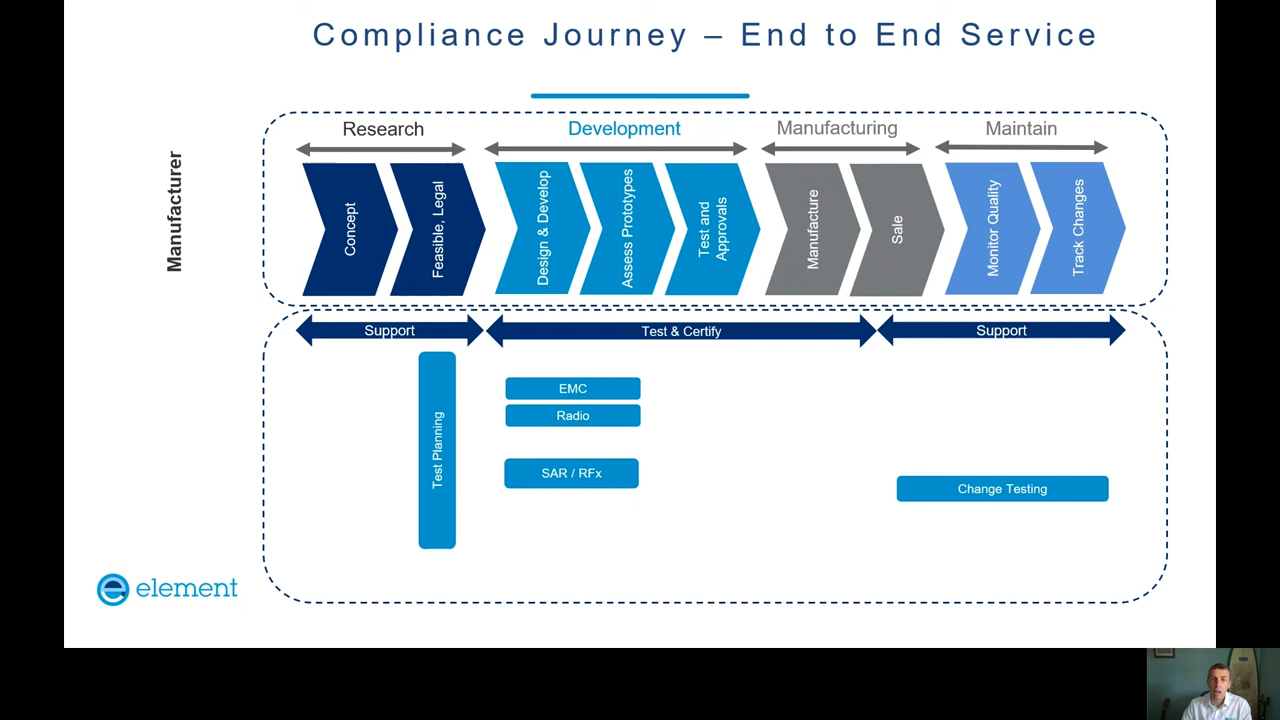 Compliance Journey – End to End Service
Manufacturer
Research
Development
Manufacturing
Maintain
Concept
Feasible, Legal
Design & Develop
Assess Prototypes
Test and
Approvals
Manufacture
Sale
Monitor Quality
Track Changes
Support
Test & Certify
Support
Test Planning
EMC
Radio
SAR / RFx
Change Testing
element